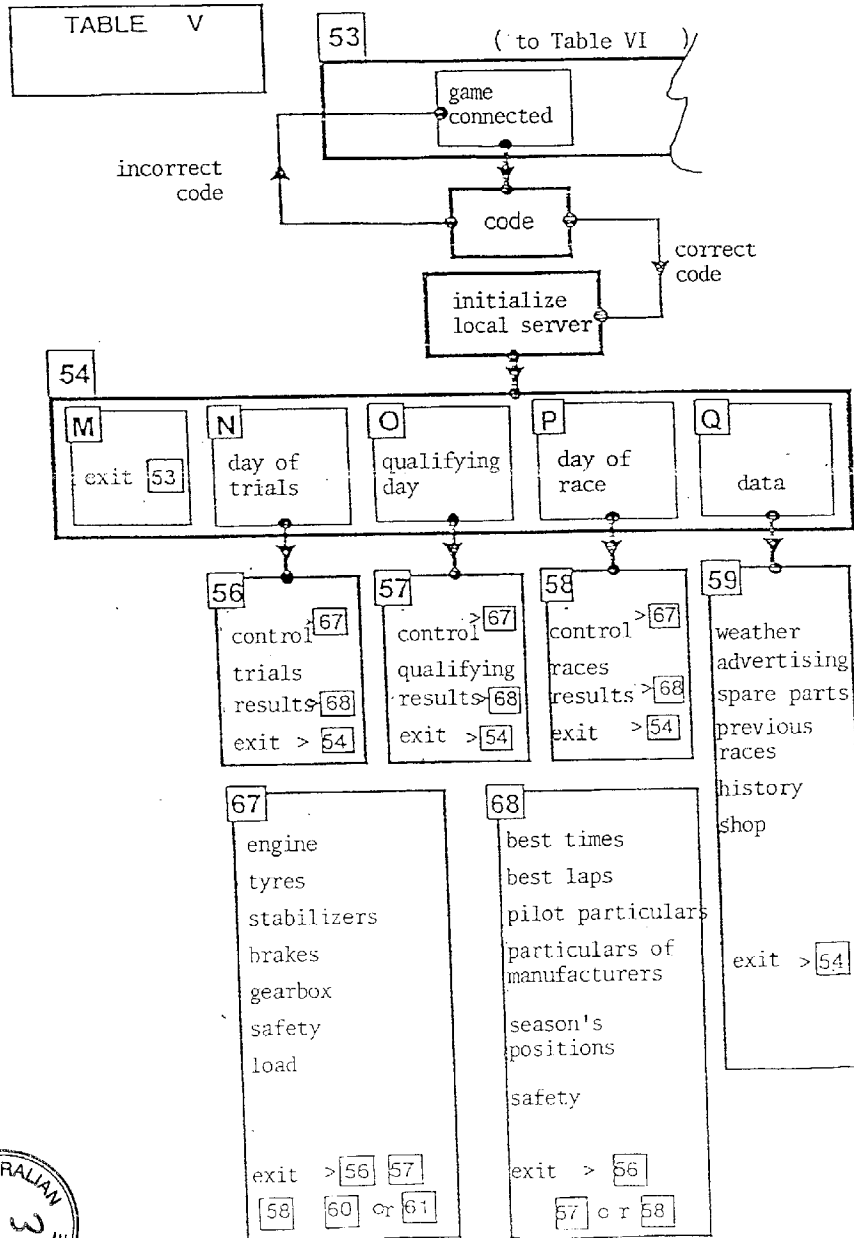 TABLE V
53
( to Table VI )
game
connected
incorrect
code
code
correct
code
initialize
local server
54
M
exit 53
N
day of
trials
O
qualifying
day
P
day of
race
Q
data
56
control >67
trials
results>68
exit > 54
57
control >67
qualifying
results>68
exit >54
58
control >67
races
results >68
exit >54
59
weather
advertising
spare parts
previous
races
history
shop
exit >54
67
engine
tyres
stabilizers
brakes
gearbox
safety
load
exit >56 57
58 60 or 61
68
best times
best laps
pilot particulars
particulars of
manufacturers
season's
positions
safety
exit > 56
57 or 58
RALIAN